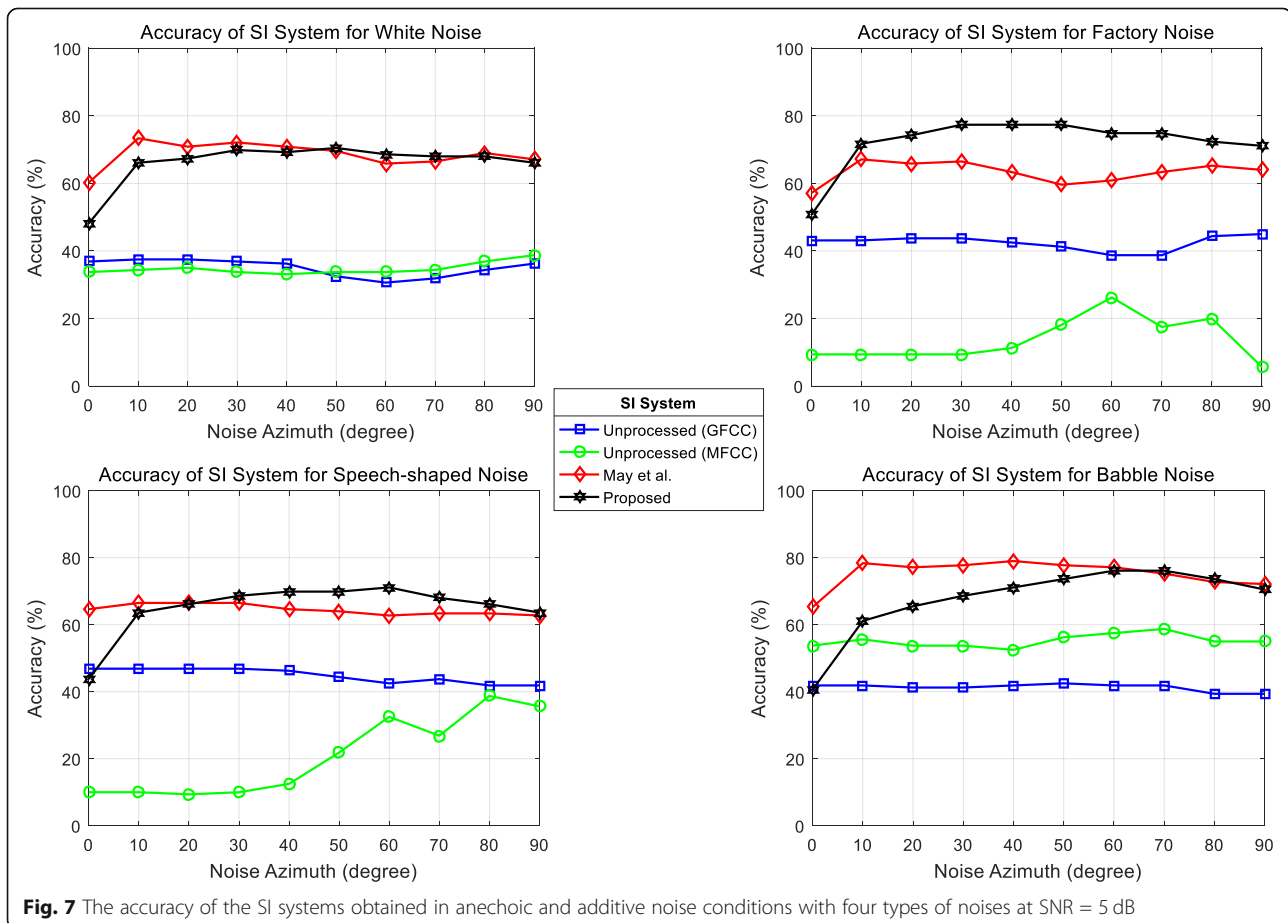 Accuracy of SI System for White Noise
100
80
60
40
20
0
Accuracy (%)
0 10 20 30 40 50 60 70 80 90
Noise Azimuth (degree)
Accuracy of SI System for Factory Noise
100
80
60
40
20
0
Accuracy (%)
0 10 20 30 40 50 60 70 80 90
Noise Azimuth (degree)
SI System
Unprocessed (GFCC)
Unprocessed (MFCC)
May et al.
Proposed
Accuracy of SI System for Speech-shaped Noise
100
80
60
40
20
0
Accuracy (%)
0 10 20 30 40 50 60 70 80 90
Noise Azimuth (degree)
Accuracy of SI System for Babble Noise
100
80
60
40
20
0
Accuracy (%)
0 10 20 30 40 50 60 70 80 90
Noise Azimuth (degree)
Fig. 7 The accuracy of the SI systems obtained in anechoic and additive noise conditions with four types of noises at SNR = 5 dB